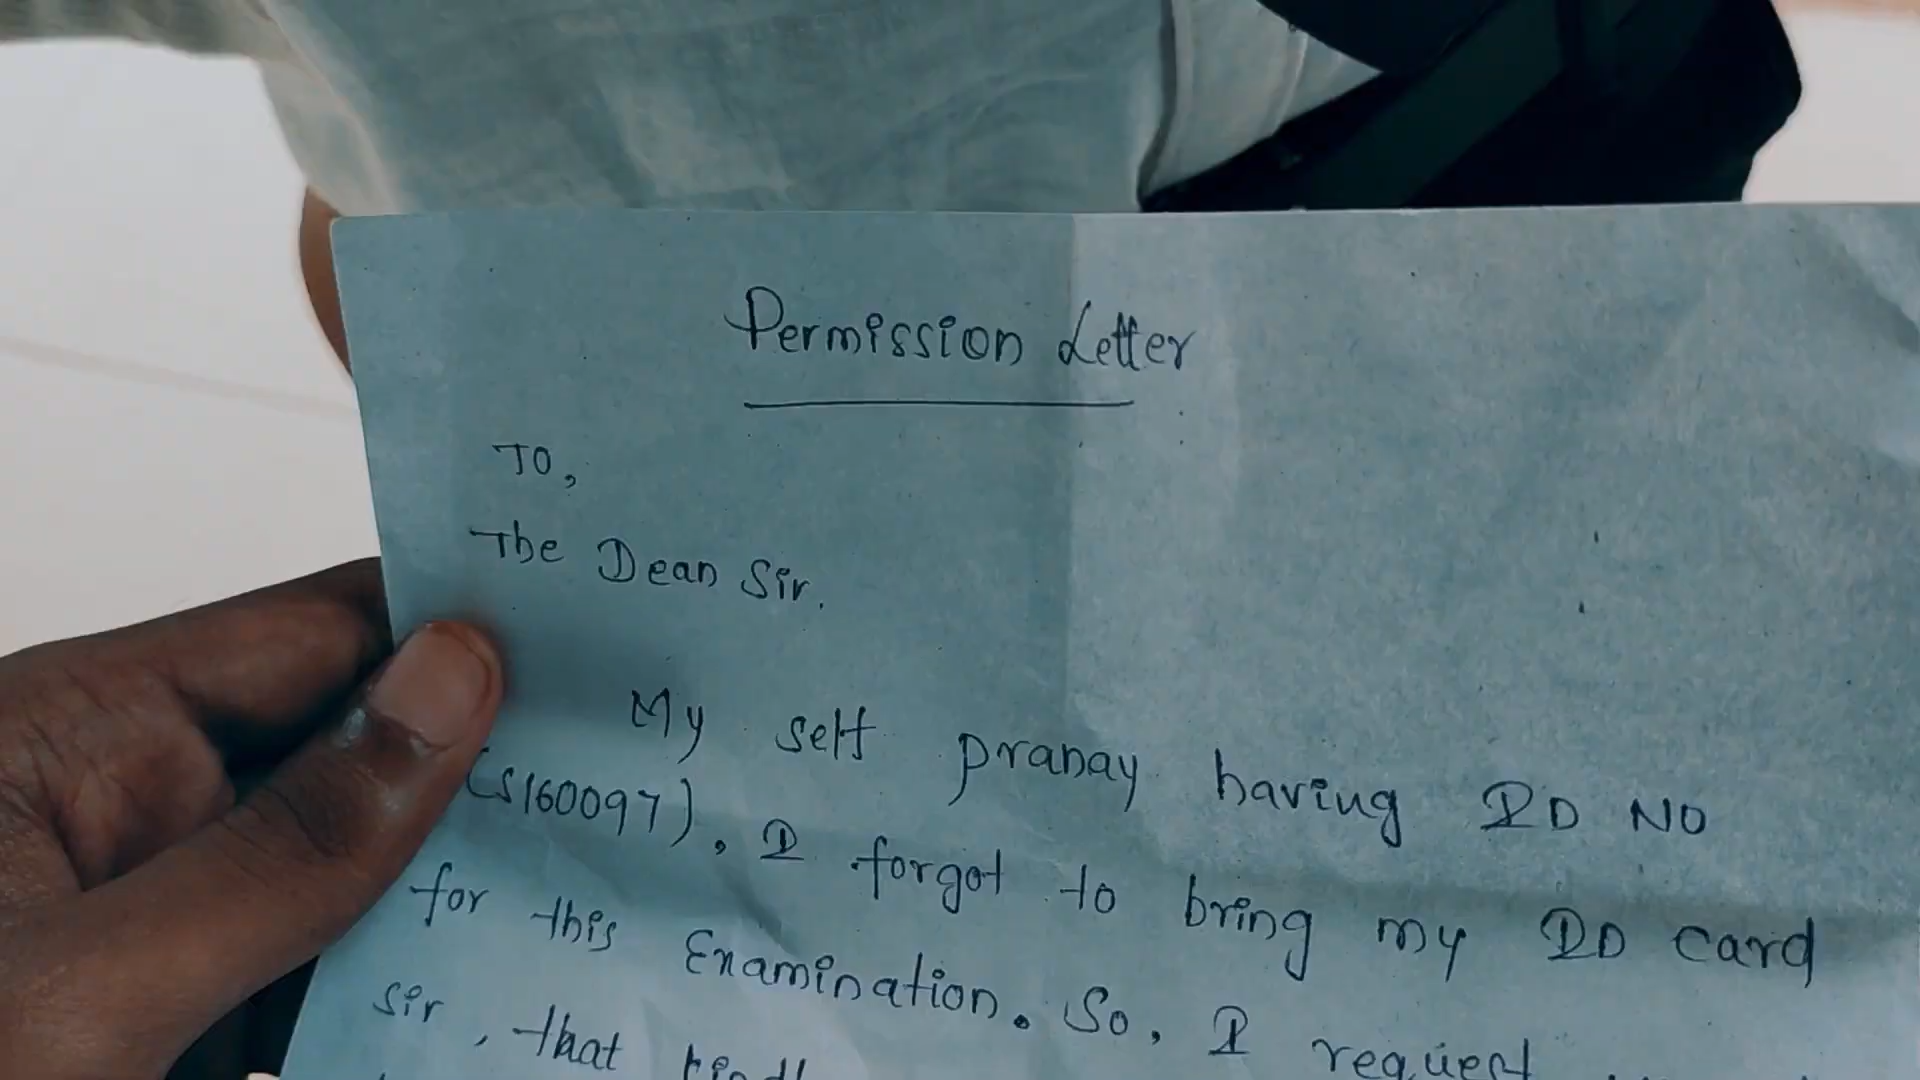 Permission Letter
TO,
The Dean Sir.
My self pranay having ID NO
(S160097), I forgot to bring my ID card
for this Examination. So, I request
sir, that